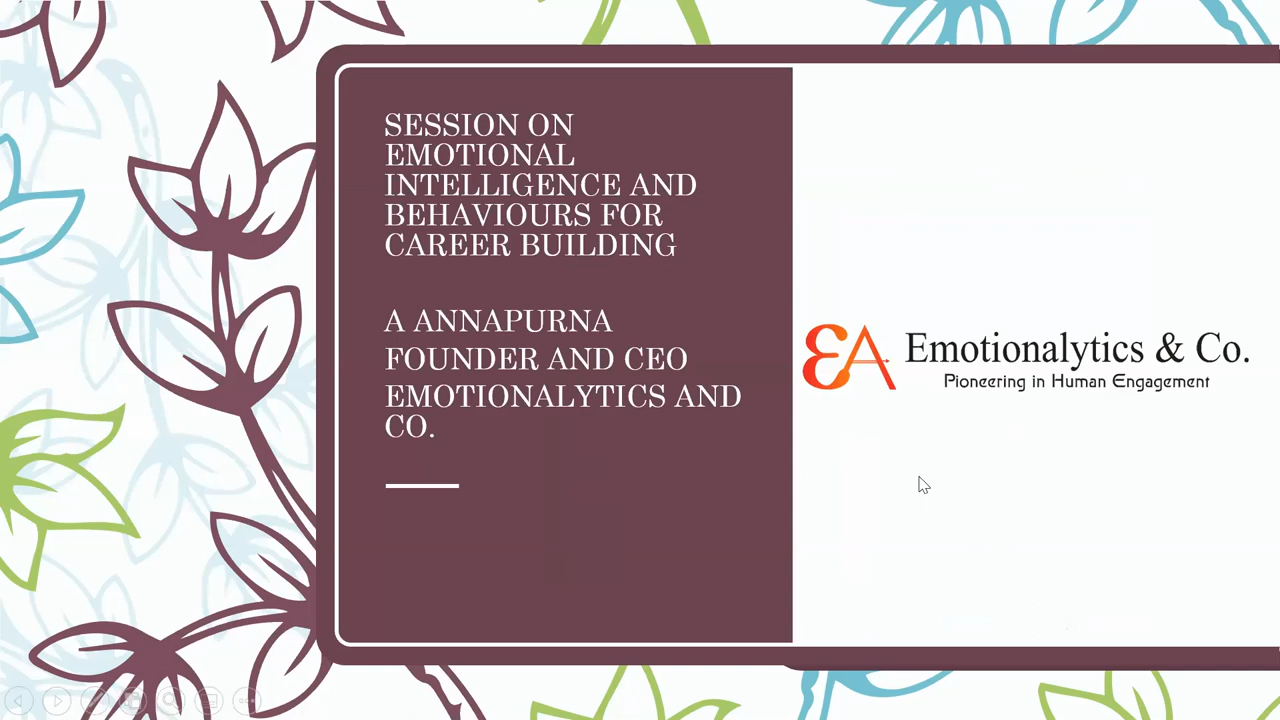 SESSION ON
EMOTIONAL
INTELLIGENCE AND
BEHAVIOURS FOR
CAREER BUILDING
A ANNAPURNA
FOUNDER AND CEO
EMOTIONALYTICS AND
CO.
EA
Emotionalytics & Co.
Pioneering in Human Engagement